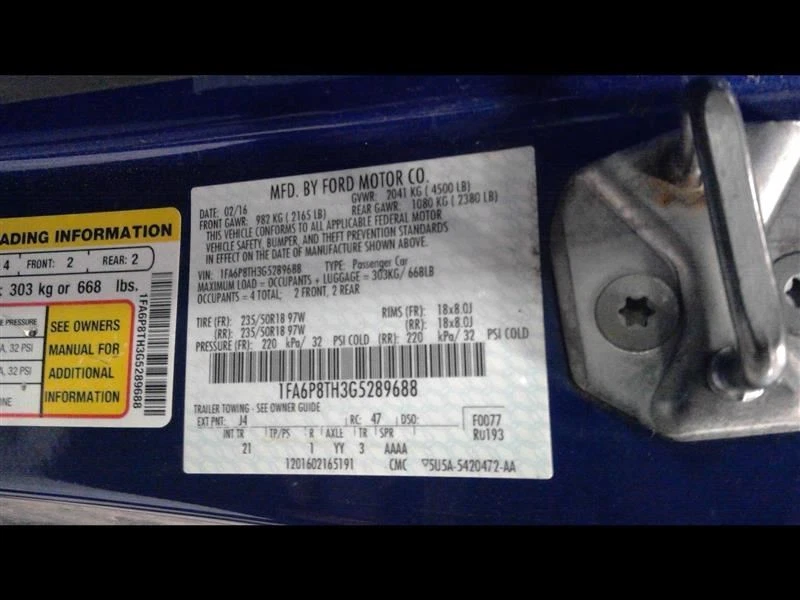 ADING INFORMATION
4 FRONT: 2 REAR: 2
: 303 kg or 668 lbs.
PRESSURE
A, 32 PSI
A, 32 PSI
ONE
SEE OWNERS
MANUAL FOR
ADDITIONAL
INFORMATION
1FA6P8TH3G5289688
MFD. BY FORD MOTOR CO.
DATE: 02/16 GVWR: 2041 KG ( 4500 LB)
FRONT GAWR: 982 KG ( 2165 LB) REAR GAWR: 1080 KG ( 2380 LB)
THIS VEHICLE CONFORMS TO ALL APPLICABLE FEDERAL MOTOR
VEHICLE SAFETY, BUMPER, AND THEFT PREVENTION STANDARDS
IN EFFECT ON THE DATE OF MANUFACTURE SHOWN ABOVE.
VIN: 1FA6P8TH3G5289688 TYPE: Passenger Car
MAXIMUM LOAD = OCCUPANTS + LUGGAGE = 303KG/ 668LB
OCCUPANTS = 4 TOTAL: 2 FRONT, 2 REAR
TIRE (FR): 235/50R18 97W RIMS (FR): 18x8.0J
(RR): 235/50R18 97W (RR): 18x8.0J
PRESSURE (FR): 220 kPa/ 32 PSI COLD (RR): 220 kPa/ 32 PSI COLD
1FA6P8TH3G5289688
TRAILER TOWING - SEE OWNER GUIDE
EXT PNT: J4 RC: 47 DSO: F0077
INT TR TP/PS R AXLE TR SPR RU193
21 1 YY 3 AAAA
1201602165191 CMC ▽5U5A-5420472-AA